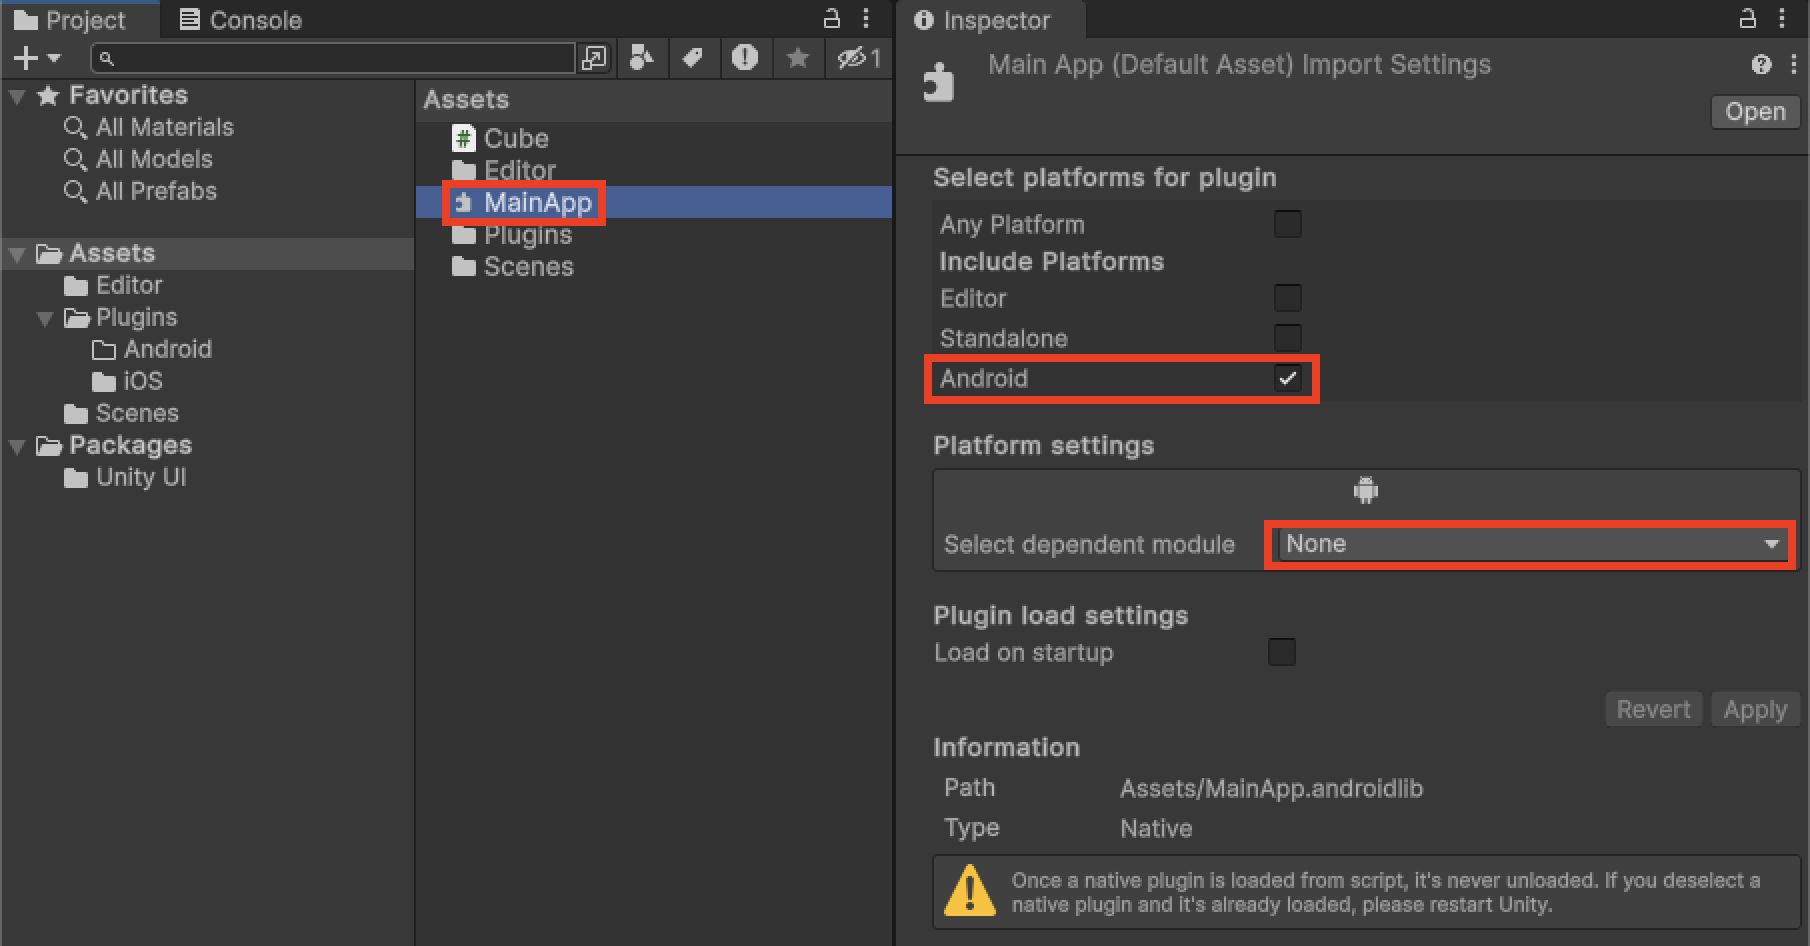 Project
Console
1
Favorites
All Materials
All Models
All Prefabs
Assets
Editor
Plugins
Android
iOS
Scenes
Packages
Unity UI
Assets
Cube
Editor
MainApp
Plugins
Scenes
Inspector
Main App (Default Asset) Import Settings
Open
Select platforms for plugin
Any Platform
Include Platforms
Editor
Standalone
Android
Platform settings
Select dependent module None
Plugin load settings
Load on startup
Revert Apply
Information
Path Assets/MainApp.androidlib
Type Native
Once a native plugin is loaded from script, it's never unloaded. If you deselect a
native plugin and it's already loaded, please restart Unity.